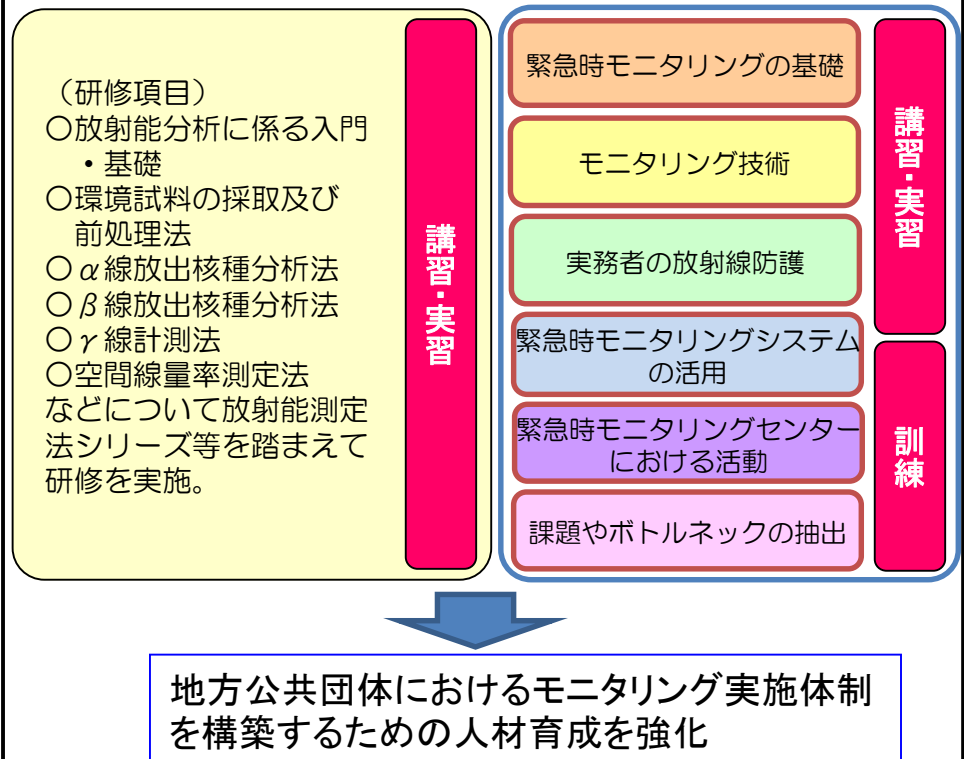 （研修項目）
〇放射能分析に係る入門
・基礎
〇環境試料の採取及び
前処理法
〇α線放出核種分析法
〇β線放出核種分析法
〇γ線計測法
〇空間線量率測定法
などについて放射能測定
法シリーズ等を踏まえて
研修を実施。
講習・実習
緊急時モニタリングの基礎
モニタリング技術
実務者の放射線防護
緊急時モニタリングシステム
の活用
緊急時モニタリングセンター
における活動
課題やボトルネックの抽出
講習・実習
訓練
地方公共団体におけるモニタリング実施体制
を構築するための人材育成を強化